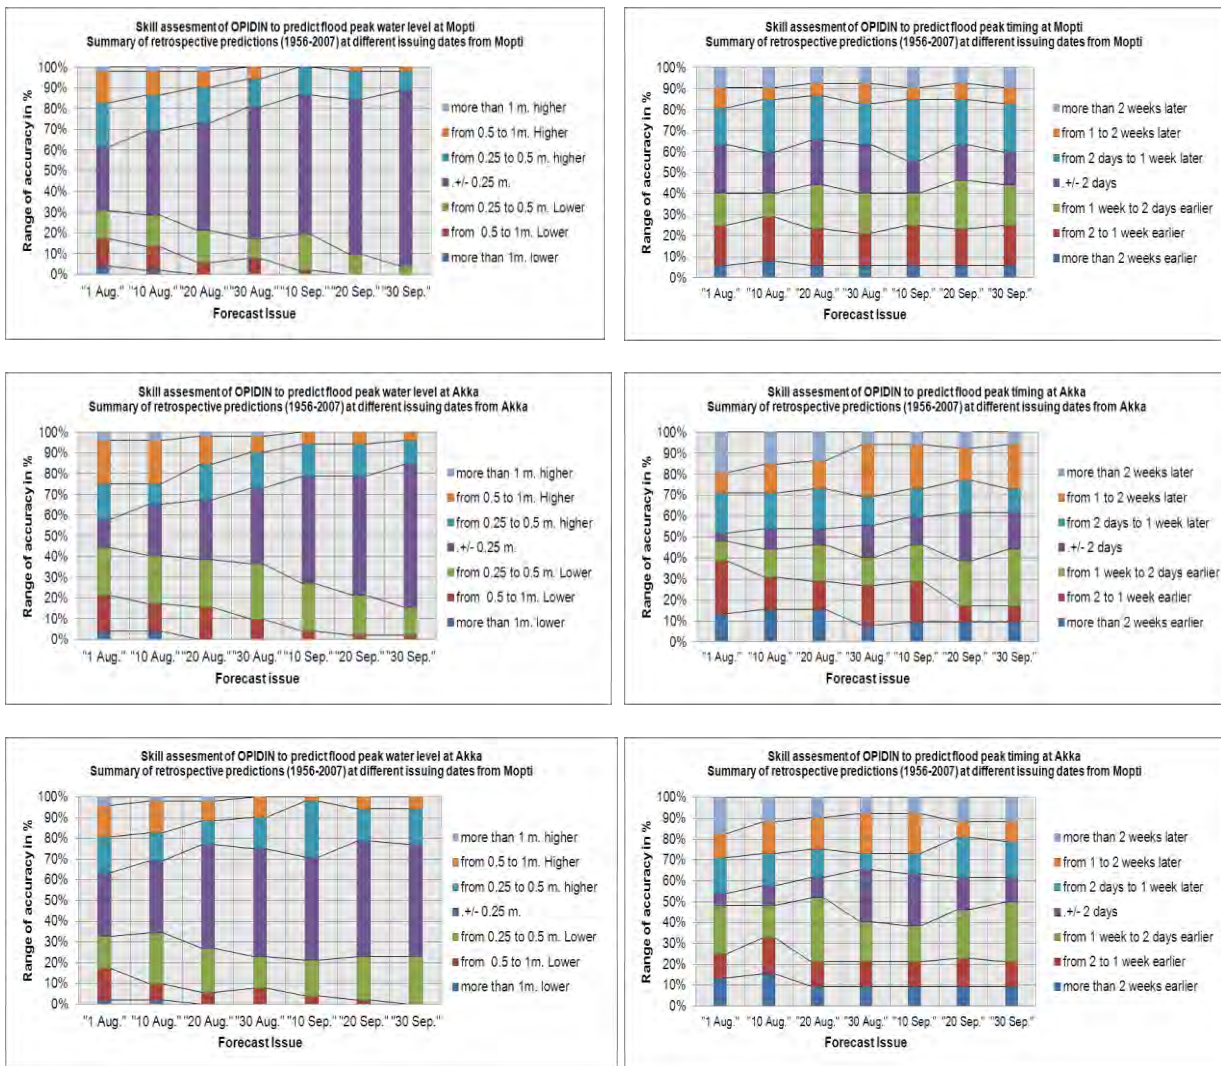 Skill assesment of OPIDIN to predict flood peak water level at Mopti
Summary of retrospective predictions (1956-2007) at different issuing dates from Mopti
Range of accuracy in %
100%
90%
80%
70%
60%
50%
40%
30%
20%
10%
0%
"1 Aug." "10 Aug." "20 Aug." "30 Aug." "10 Sep." "20 Sep." "30 Sep."
Forecast Issue
more than 1 m. higher
from 0.5 to 1m. Higher
from 0.25 to 0.5 m. higher
.+/- 0.25 m.
from 0.25 to 0.5 m. Lower
from 0.5 to 1m. Lower
more than 1m. lower
Skill assesment of OPIDIN to predict flood peak timing at Mopti
Summary of retrospective predictions (1956-2007) at different issuing dates from Mopti
Range of accuracy in %
100%
90%
80%
70%
60%
50%
40%
30%
20%
10%
0%
"1 Aug." "10 Aug." "20 Aug." "30 Aug." "10 Sep." "20 Sep." "30 Sep."
Forecast Issue
more than 2 weeks later
from 1 to 2 weeks later
from 2 days to 1 week later
.+/- 2 days
from 1 week to 2 days earlier
from 2 to 1 week earlier
more than 2 weeks earlier
Skill assesment of OPIDIN to predict flood peak water level at Akka
Summary of retrospective predictions (1956-2007) at different issuing dates from Akka
Range of accuracy in %
100%
90%
80%
70%
60%
50%
40%
30%
20%
10%
0%
"1 Aug." "10 Aug." "20 Aug." "30 Aug." "10 Sep." "20 Sep." "30 Sep."
Forecast Issue
more than 1 m. higher
from 0.5 to 1m. Higher
from 0.25 to 0.5 m. higher
.+/- 0.25 m.
from 0.25 to 0.5 m. Lower
from 0.5 to 1m. Lower
more than 1m. lower
Skill assesment of OPIDIN to predict flood peak timing at Akka
Summary of retrospective predictions (1956-2007) at different issuing dates from Akka
Range of accuracy in %
100%
90%
80%
70%
60%
50%
40%
30%
20%
10%
0%
"1 Aug." "10 Aug." "20 Aug." "30 Aug." "10 Sep." "20 Sep." "30 Sep."
Forecast issue
more than 2 weeks later
from 1 to 2 weeks later
from 2 days to 1 week later
.+/- 2 days
from 1 week to 2 days earlier
from 2 to 1 week earlier
more than 2 weeks earlier
Skill assesment of OPIDIN to predict flood peak water level at Akka
Summary of retrospective predictions (1956-2007) at different issuing dates from Mopti
Range of accuracy in %
100%
90%
80%
70%
60%
50%
40%
30%
20%
10%
0%
"1 Aug." "10 Aug." "20 Aug." "30 Aug." "10 Sep." "20 Sep." "30 Sep."
Forecast Issue
more than 1 m. higher
from 0.5 to 1m. Higher
from 0.25 to 0.5 m. higher
.+/- 0.25 m.
from 0.25 to 0.5 m. Lower
from 0.5 to 1m. Lower
more than 1m. lower
Skill assesment of OPIDIN to predict flood peak timing at Akka
Summary of retrospective predictions (1956-2007) at different issuing dates from Mopti
Range of accuracy in %
100%
90%
80%
70%
60%
50%
40%
30%
20%
10%
0%
"1 Aug." "10 Aug." "20 Aug." "30 Aug." "10 Sep." "20 Sep." "30 Sep."
Forecast Issue
more than 2 weeks later
from 1 to 2 weeks later
from 2 days to 1 week later
.+/- 2 days
from 1 week to 2 days earlier
from 2 to 1 week earlier
more than 2 weeks earlier